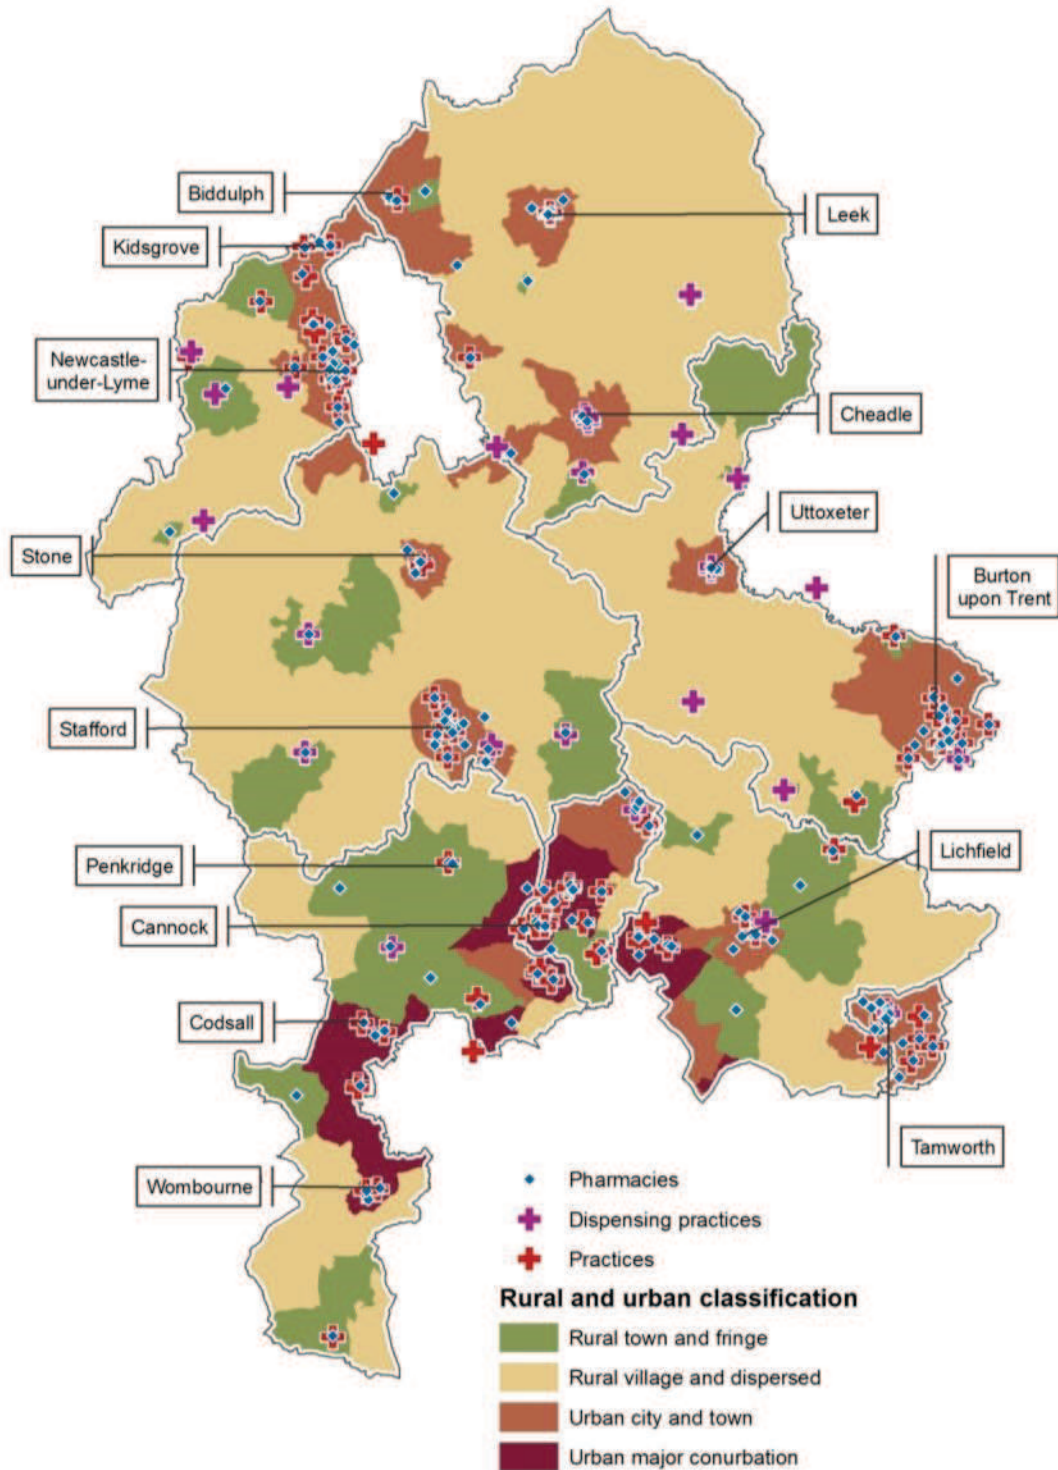 Biddulph
Leek
Kidsgrove
Newcastle-
under-Lyme
Cheadle
Uttoxeter
Stone
Burton
upon Trent
Stafford
Penkridge
Lichfield
Cannock
Codsall
Tamworth
Wombourne
Pharmacies
Dispensing practices
Practices
Rural and urban classification
Rural town and fringe
Rural village and dispersed
Urban city and town
Urban major conurbation